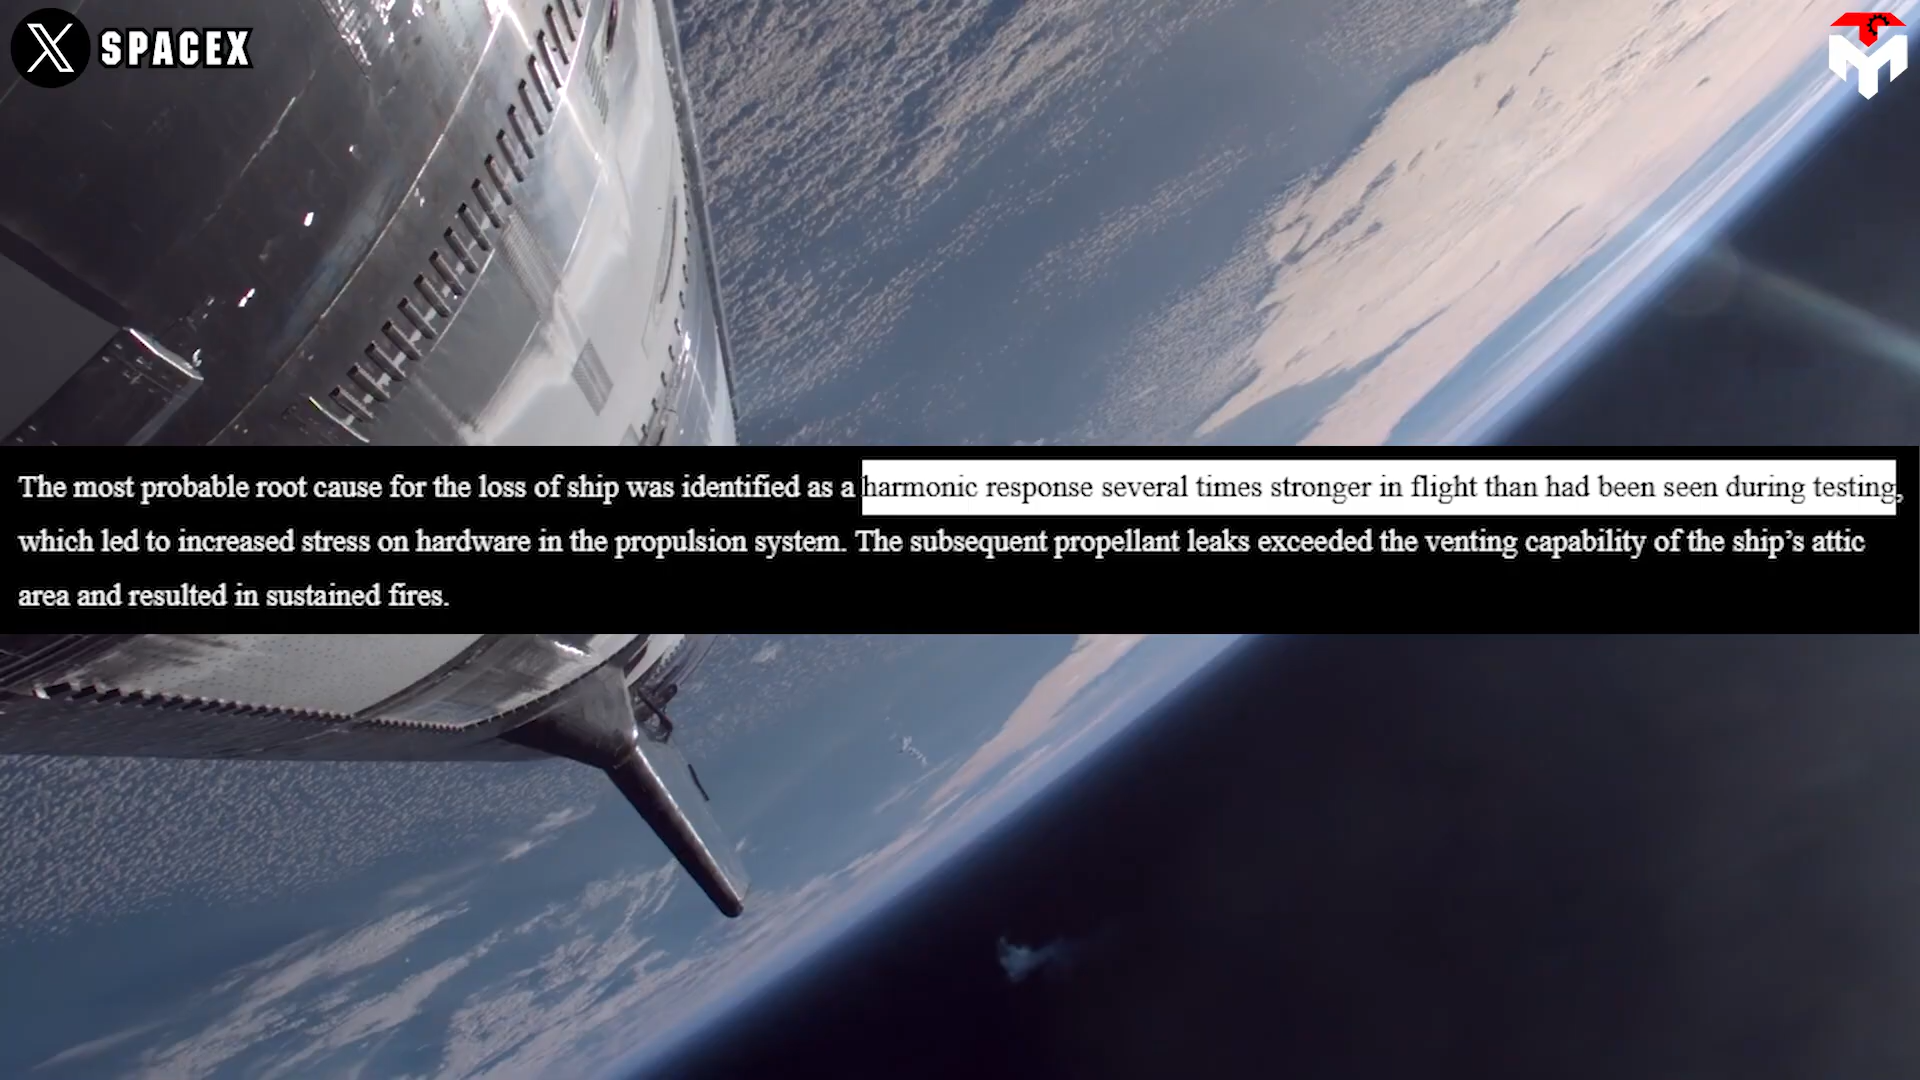 X SPACEX
The most probable root cause for the loss of ship was identified as a harmonic response several times stronger in flight than had been seen during testing,
which led to increased stress on hardware in the propulsion system. The subsequent propellant leaks exceeded the venting capability of the ship’s attic
area and resulted in sustained fires.